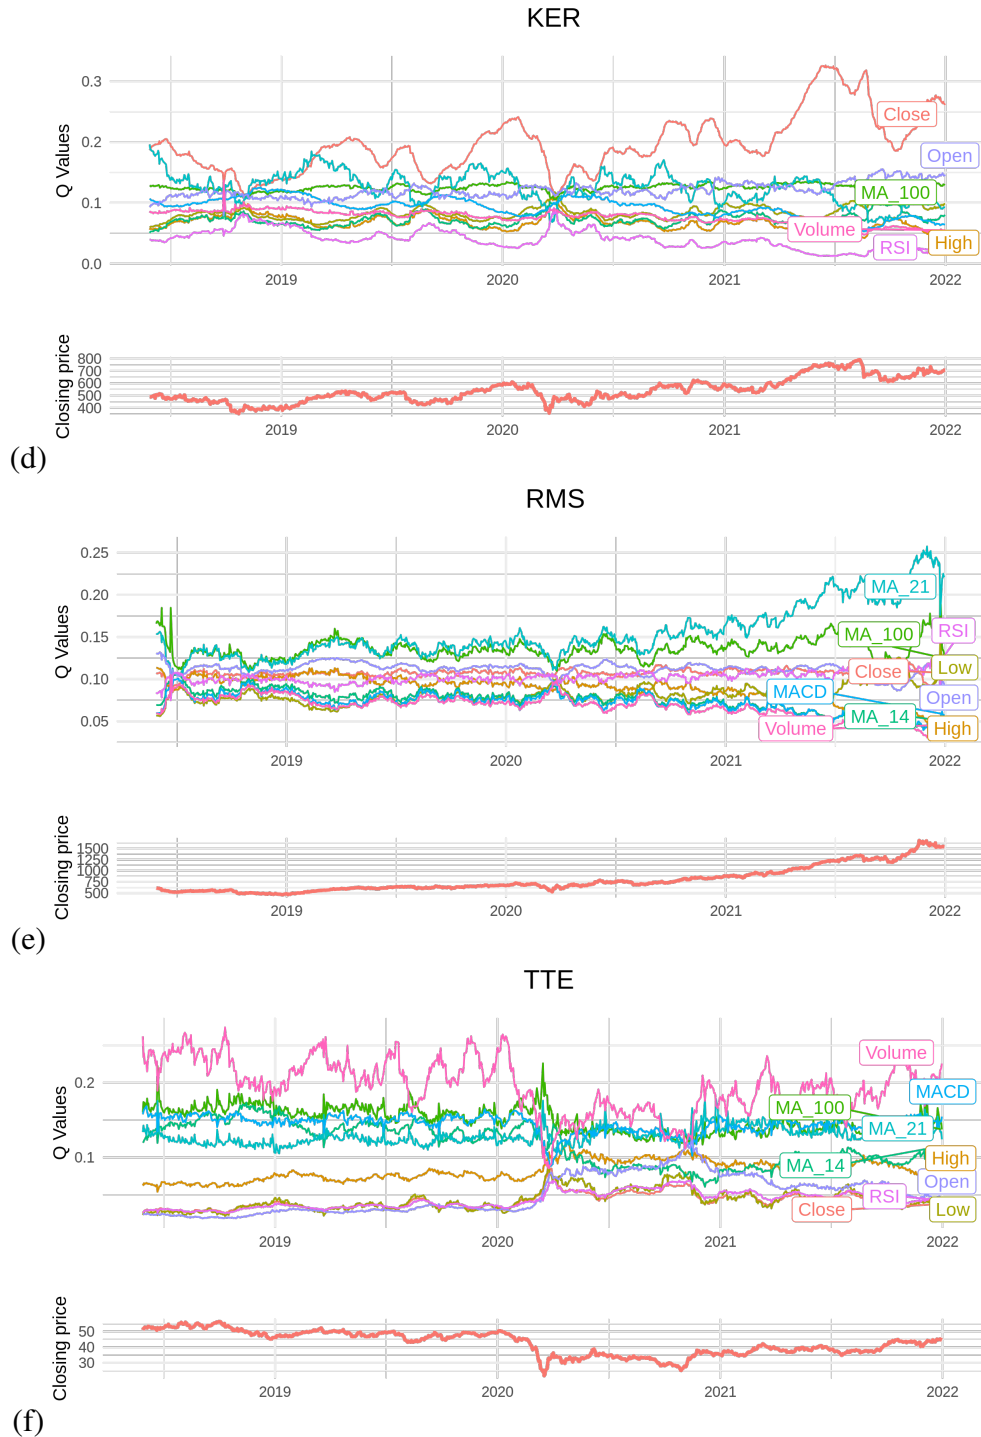 KER
Q Values
0.3
0.2
0.1
0.0
Close
Open
MA_100
Volume
RSI
High
2019 2020 2021 2022
Closing price
800
700
600
500
400
2019 2020 2021 2022
(d)
RMS
Q Values
0.25
0.20
0.15
0.10
0.05
MA_21
MA_100
RSI
Low
Close
MACD
Open
MA_14
Volume
High
2019 2020 2021 2022
Closing price
1500
1250
1000
750
500
2019 2020 2021 2022
(e)
TTE
Q Values
0.2
0.1
Volume
MACD
MA_100
MA_21
High
MA_14
Open
RSI
Close
Low
2019 2020 2021 2022
Closing price
50
40
30
2019 2020 2021 2022
(f)